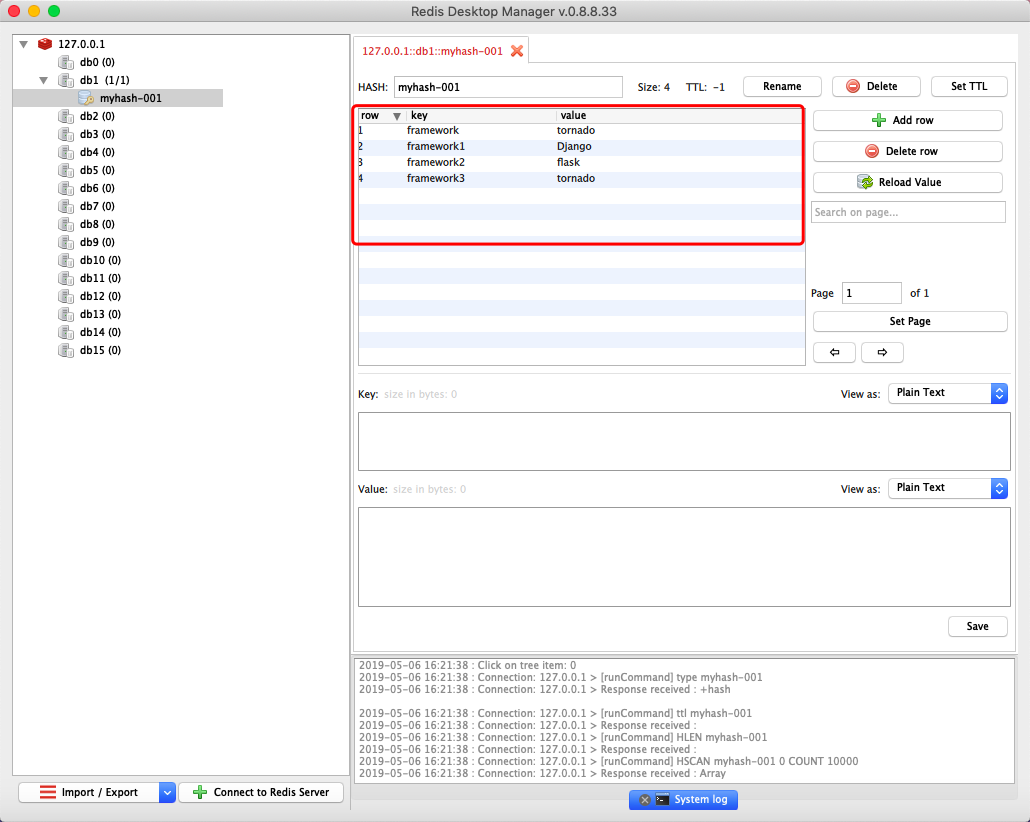 Redis Desktop Manager v.0.8.8.33
127.0.0.1
db0 (0)
db1 (1/1)
myhash-001
db2 (0)
db3 (0)
db4 (0)
db5 (0)
db6 (0)
db7 (0)
db8 (0)
db9 (0)
db10 (0)
db11 (0)
db12 (0)
db13 (0)
db14 (0)
db15 (0)
Import / Export
Connect to Redis Server
127.0.0.1::db1::myhash-001
HASH: myhash-001 Size: 4 TTL: -1 Rename Delete Set TTL
row key value
1 framework tornado
2 framework1 Django
3 framework2 flask
4 framework3 tornado
Add row
Delete row
Reload Value
Search on page...
Page 1 of 1
Set Page
Key: size in bytes: 0 View as: Plain Text
Value: size in bytes: 0 View as: Plain Text
Save
2019-05-06 16:21:38 : Click on tree item: 0
2019-05-06 16:21:38 : Connection: 127.0.0.1 > [runCommand] type myhash-001
2019-05-06 16:21:38 : Connection: 127.0.0.1 > Response received : +hash
2019-05-06 16:21:38 : Connection: 127.0.0.1 > [runCommand] ttl myhash-001
2019-05-06 16:21:38 : Connection: 127.0.0.1 > Response received :
2019-05-06 16:21:38 : Connection: 127.0.0.1 > [runCommand] HLEN myhash-001
2019-05-06 16:21:38 : Connection: 127.0.0.1 > Response received :
2019-05-06 16:21:38 : Connection: 127.0.0.1 > [runCommand] HSCAN myhash-001 0 COUNT 10000
2019-05-06 16:21:38 : Connection: 127.0.0.1 > Response received : Array
System log